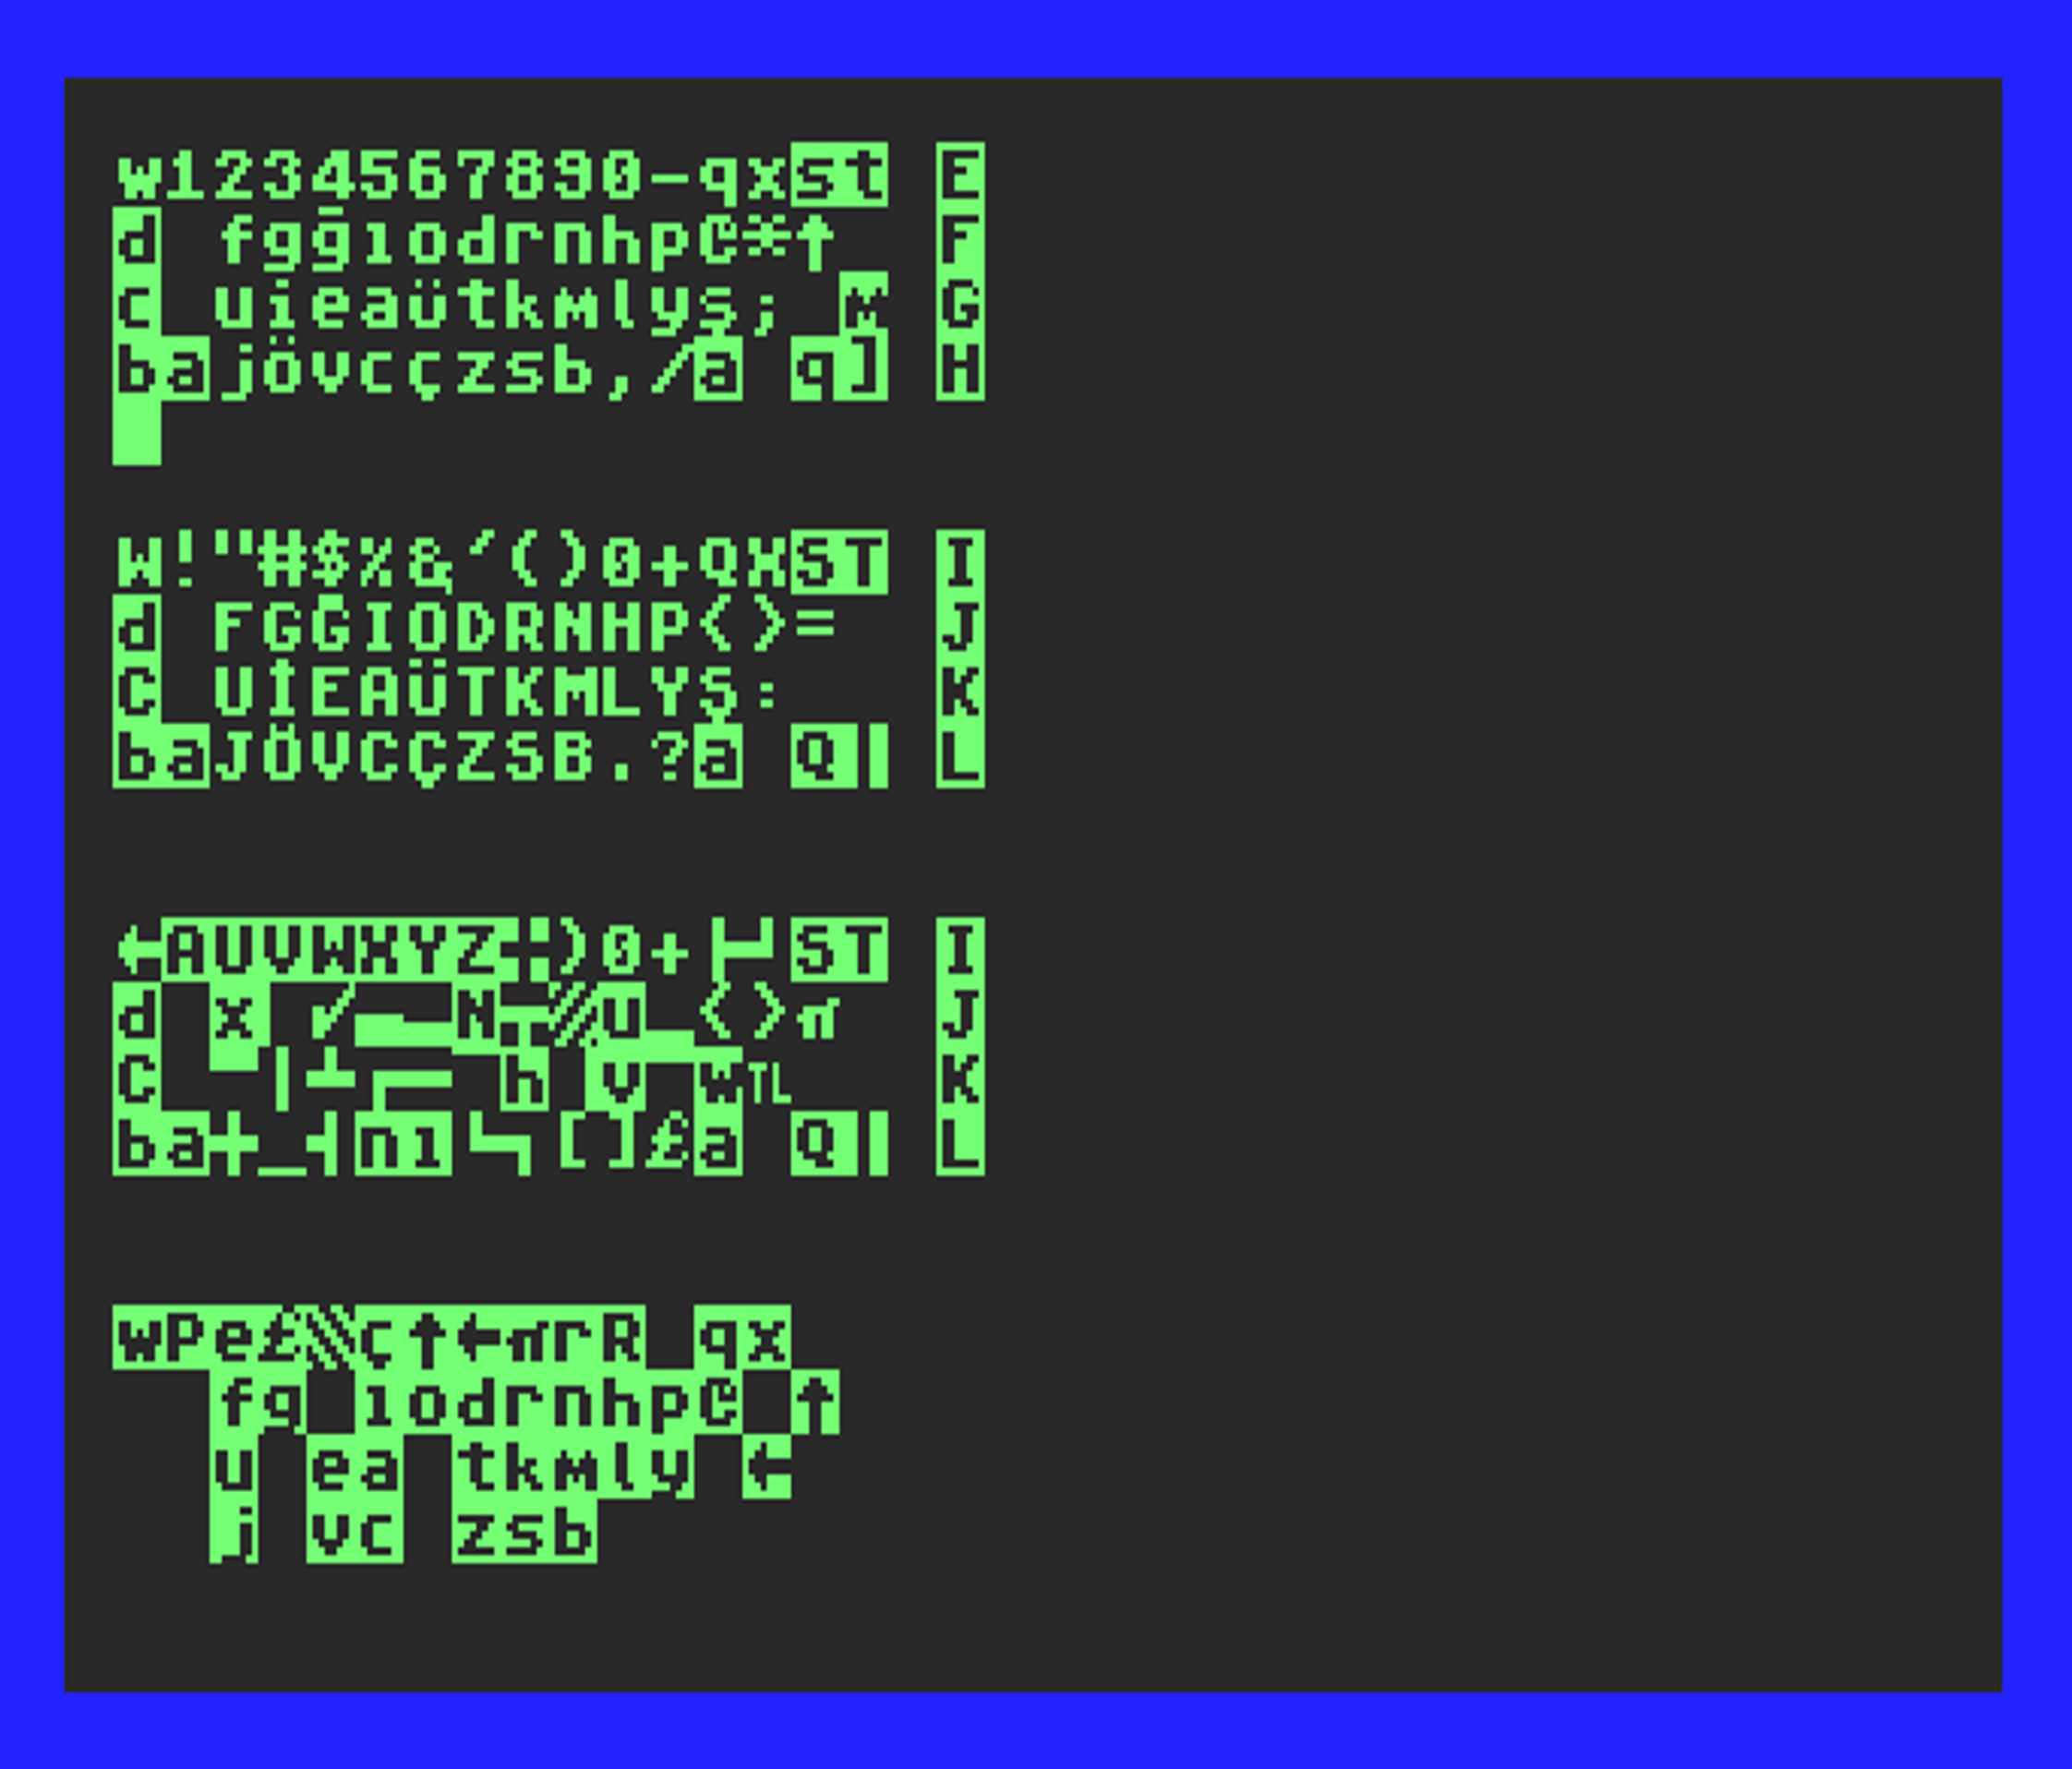 w1234567890-qxst E
d fgğıodrnhp@*↑ F
c uieaütkmlyş; w G
bajövcçzsb,/a q] H
W!"#$%&´()0+QXST I
d FGĞIODRNHP<>= J
C UİEAÜTKMLYŞ: K
baJÖVCÇZSB.?a Q| L
←AUVWXYZ )0+ ST I
d x N U <>π J
C h v w K
ba n1 []£a Q| L
wPe£ c↑←πrR qx
fg ıodrnhp@ ↑
u ea tkmly ←
j vc zsb